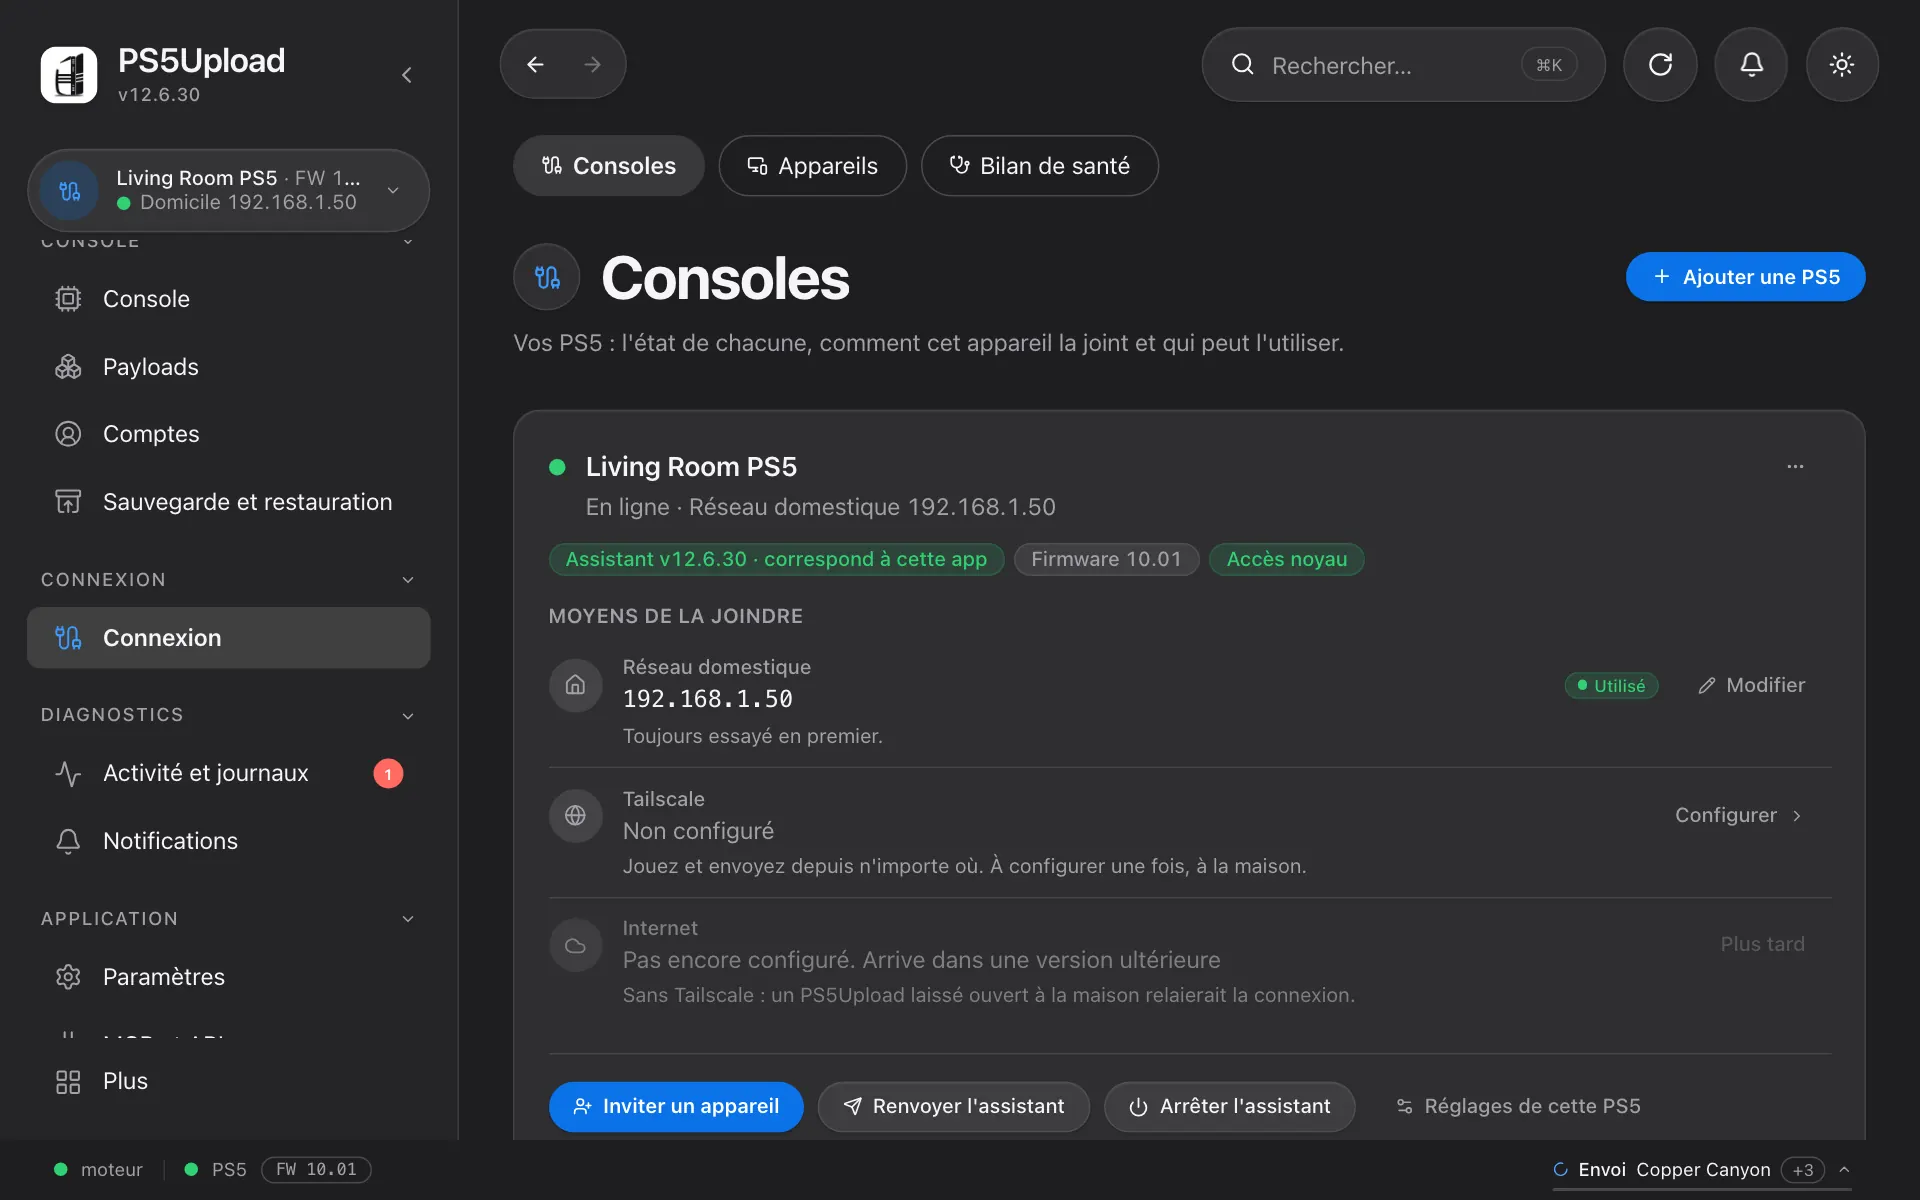 PS5Upload
v12.6.30
Living Room PS5 · FW 1...
Domicile 192.168.1.50
CONSOLE
Console
Payloads
Comptes
Sauvegarde et restauration
CONNEXION
Connexion
DIAGNOSTICS
Activité et journaux
1
Notifications
APPLICATION
Paramètres
Plus
Rechercher...
⌘K
Consoles
Appareils
Bilan de santé
Consoles
Ajouter une PS5
Vos PS5 : l'état de chacune, comment cet appareil la joint et qui peut l'utiliser.
Living Room PS5
En ligne · Réseau domestique 192.168.1.50
Assistant v12.6.30 · correspond à cette app
Firmware 10.01
Accès noyau
MOYENS DE LA JOINDRE
Réseau domestique
192.168.1.50
Toujours essayé en premier.
Utilisé
Modifier
Tailscale
Non configuré
Jouez et envoyez depuis n'importe où. À configurer une fois, à la maison.
Configurer
Internet
Pas encore configuré. Arrive dans une version ultérieure
Sans Tailscale : un PS5Upload laissé ouvert à la maison relaierait la connexion.
Plus tard
Inviter un appareil
Renvoyer l'assistant
Arrêter l'assistant
Réglages de cette PS5
moteur
PS5
FW 10.01
Envoi Copper Canyon +3